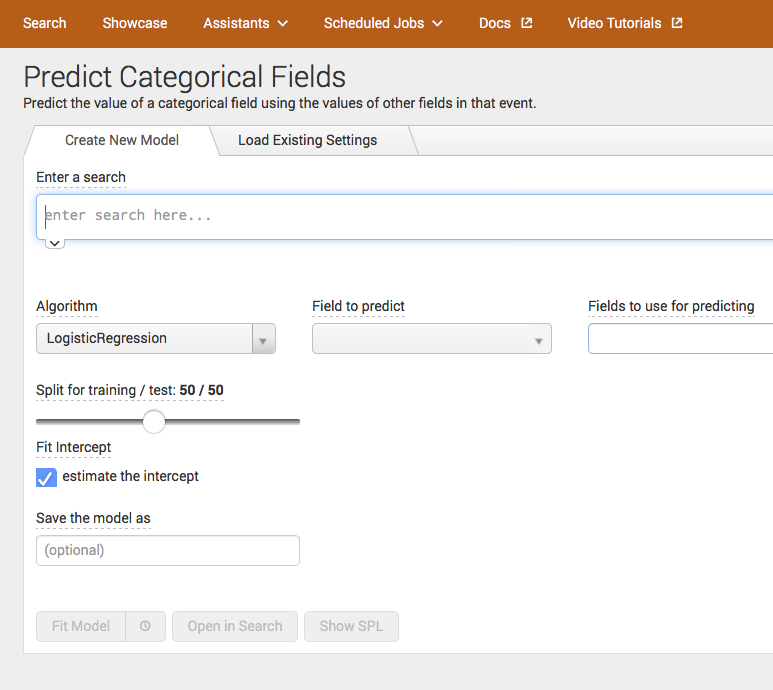 Search Showcase Assistants Scheduled Jobs Docs Video Tutorials
Predict Categorical Fields
Predict the value of a categorical field using the values of other fields in that event.
Create New Model Load Existing Settings
Enter a search
enter search here...
Algorithm Field to predict Fields to use for predicting
LogisticRegression
Split for training / test: 50 / 50
Fit Intercept
estimate the intercept
Save the model as
(optional)
Fit Model Open in Search Show SPL